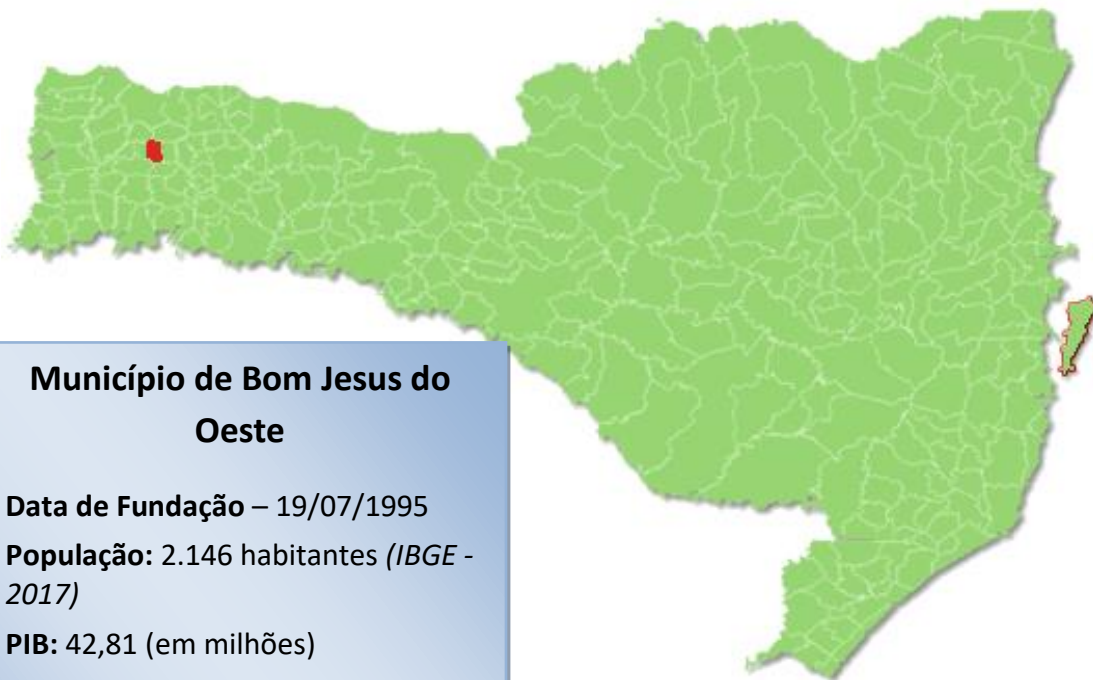 Município de Bom Jesus do
Oeste
Data de Fundação – 19/07/1995
População: 2.146 habitantes (IBGE -
2017)
PIB: 42,81 (em milhões)